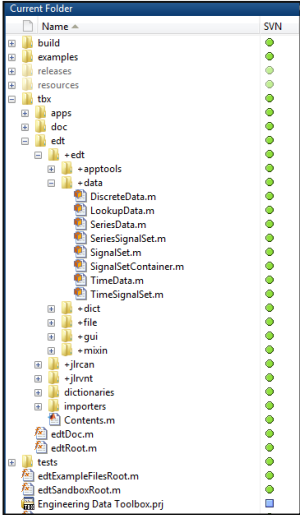 Current Folder
Name SVN
build
examples
releases
resources
tbx
apps
doc
edt
+edt
+apptools
+data
DiscreteData.m
LookupData.m
SeriesData.m
SeriesSignalSet.m
SignalSet.m
SignalSetContainer.m
TimeData.m
TimeSignalSet.m
+dict
+file
+gui
+mixin
+jlrcan
+jlrvnt
dictionaries
importers
Contents.m
edtDoc.m
edtRoot.m
tests
edtExampleFilesRoot.m
edtSandboxRoot.m
Engineering Data Toolbox.prj